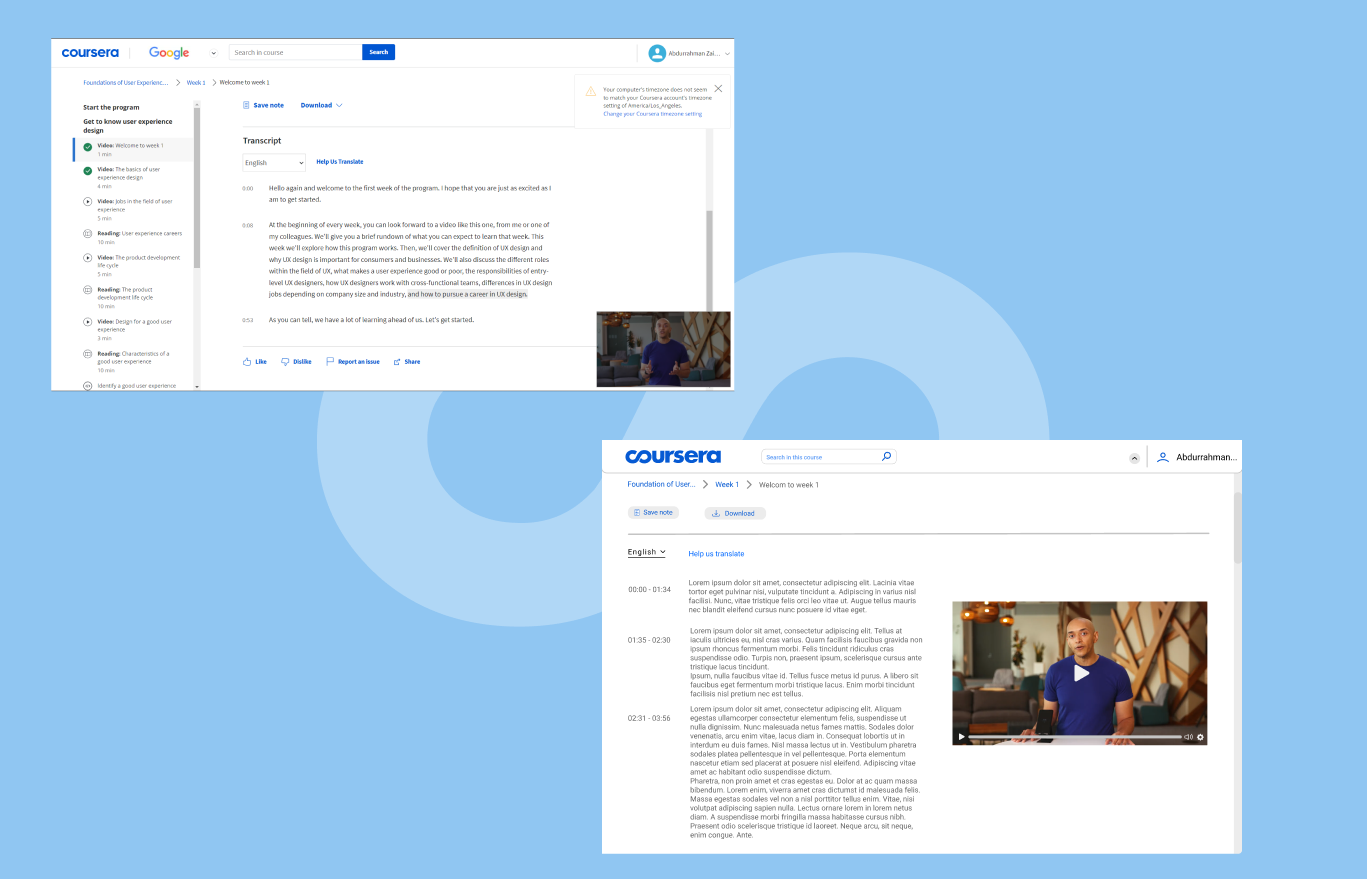 coursera
Google
Search in course
Search
Abdurrahman Zal...
Foundations of User Experienc... > Week 1 > Welcome to week 1
Your computer's timezone does not seem
to match your Coursera account's timezone
setting of America/Los_Angeles.
Change your Coursera timezone setting
Start the program
Get to know user experience
design
Video: Welcome to week 1
1 min
Video: The basics of user
experience design
4 min
Video: Jobs in the field of user
experience
5 min
Reading: User experience careers
10 min
Video: The product development
life cycle
5 min
Reading: The product
development life cycle
10 min
Video: Design for a good user
experience
3 min
Reading: Characteristics of a
good user experience
10 min
Identify a good user experience
Save note
Download
Transcript
English
Help Us Translate
0:00 Hello again and welcome to the first week of the program. I hope that you are just as excited as I
am to get started.
0:08 At the beginning of every week, you can look forward to a video like this one, from me or one of
my colleagues. We'll give you a brief rundown of what you can expect to learn that week. This
week we'll explore how this program works. Then, we'll cover the definition of UX design and
why UX design is important for consumers and businesses. We'll also discuss the different roles
within the field of UX, what makes a user experience good or poor, the responsibilities of entry-
level UX designers, how UX designers work with cross-functional teams, differences in UX design
jobs depending on company size and industry, and how to pursue a career in UX design.
0:53 As you can tell, we have a lot of learning ahead of us. Let's get started.
Like
Dislike
Report an issue
Share
coursera
Search in this course
Abdurrahman...
Foundation of User... > Week 1 > Welcom to week 1
Save note
Download
English
Help us translate
00:00 - 01:34 Lorem ipsum dolor sit amet, consectetur adipiscing elit. Lacinia vitae
tortor eget pulvinar nisi, vulputate tincidunt a. Adipiscing in varius nisl
facilisi. Nunc, vitae tristique felis orci leo vitae ut. Augue tellus mauris
nec blandit eleifend cursus nunc posuere id vitae eget.
01:35 - 02:30 Lorem ipsum dolor sit amet, consectetur adipiscing elit. Tellus at
iaculis ultricies eu, nisl cras varius. Quam facilisis faucibus gravida non
ipsum rhoncus fermentum morbi. Felis tincidunt ridiculus cras
suspendisse odio. Turpis non, praesent ipsum, scelerisque cursus ante
tristique lacus tincidunt.
Ipsum, nulla faucibus vitae id. Tellus fusce metus id purus. A libero sit
faucibus eget fermentum morbi tristique lacus. Enim morbi tincidunt
facilisis nisl pretium nec est tellus.
02:31 - 03:56 Lorem ipsum dolor sit amet, consectetur adipiscing elit. Aliquam
egestas ullamcorper consectetur elementum felis, suspendisse ut
nulla dignissim. Nunc malesuada netus fames mattis. Sodales dolor
venenatis, arcu enim vitae, lacus diam in. Consequat lobortis ut in
interdum eu duis fames. Nisl massa lectus ut in. Vestibulum pharetra
sodales platea pellentesque in vel pellentesque. Porta elementum
nascetur etiam sed placerat at posuere nisl eleifend. Adipiscing vitae
amet ac habitant odio suspendisse dictum.
Pharetra, non proin amet et cras egestas eu. Dolor at ac quam massa
bibendum. Lorem enim, viverra amet cras dictumst id malesuada felis.
Massa egestas sodales vel non a nisl porttitor tellus enim. Vitae, nisi
volutpat adipiscing sapien nulla. Lectus ornare lorem in lorem netus
diam. A suspendisse morbi fringilla massa habitasse cursus nibh.
Praesent odio scelerisque tristique id laoreet. Neque arcu, sit neque,
enim congue. Ante.